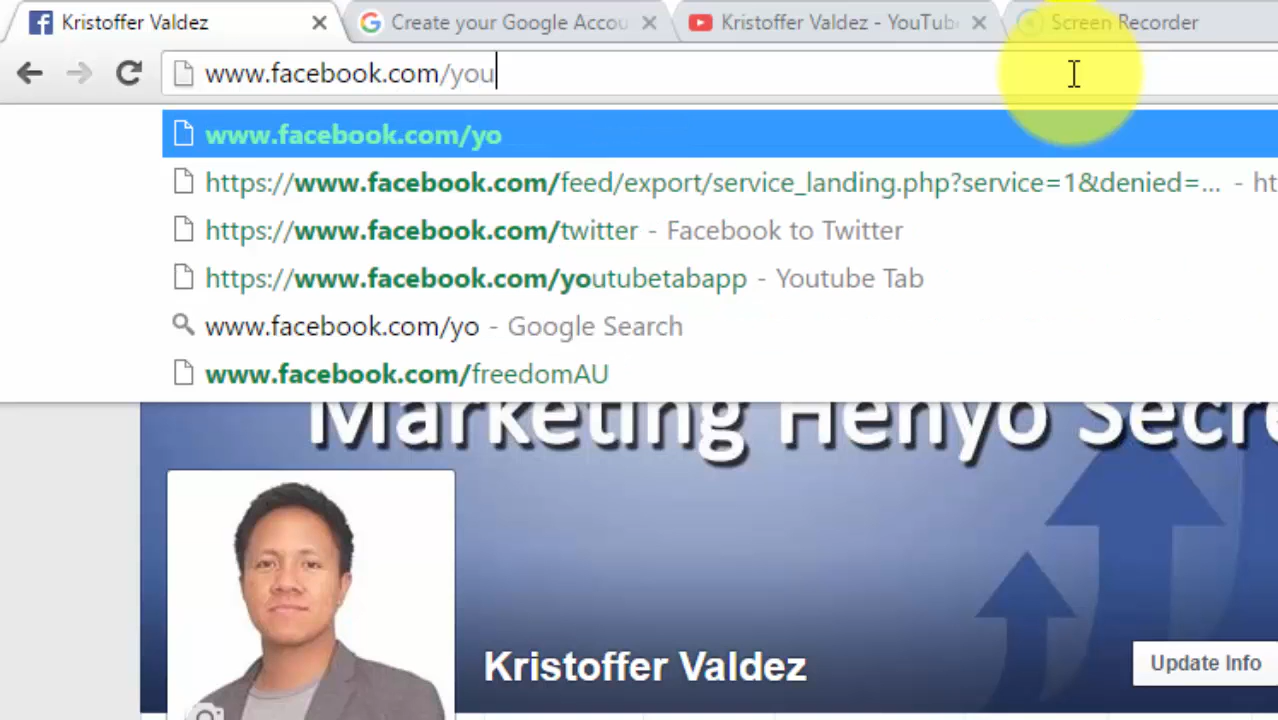 Kristoffer Valdez
Create your Google Accou
Kristoffer Valdez - YouTub
Screen Recorder
www.facebook.com/you
www.facebook.com/yo
https://www.facebook.com/feed/export/service_landing.php?service=1&denied=... - ht
https://www.facebook.com/twitter - Facebook to Twitter
https://www.facebook.com/youtubetabapp - Youtube Tab
www.facebook.com/yo - Google Search
www.facebook.com/freedomAU
Marketing Henyo Secre
Kristoffer Valdez
Update Info